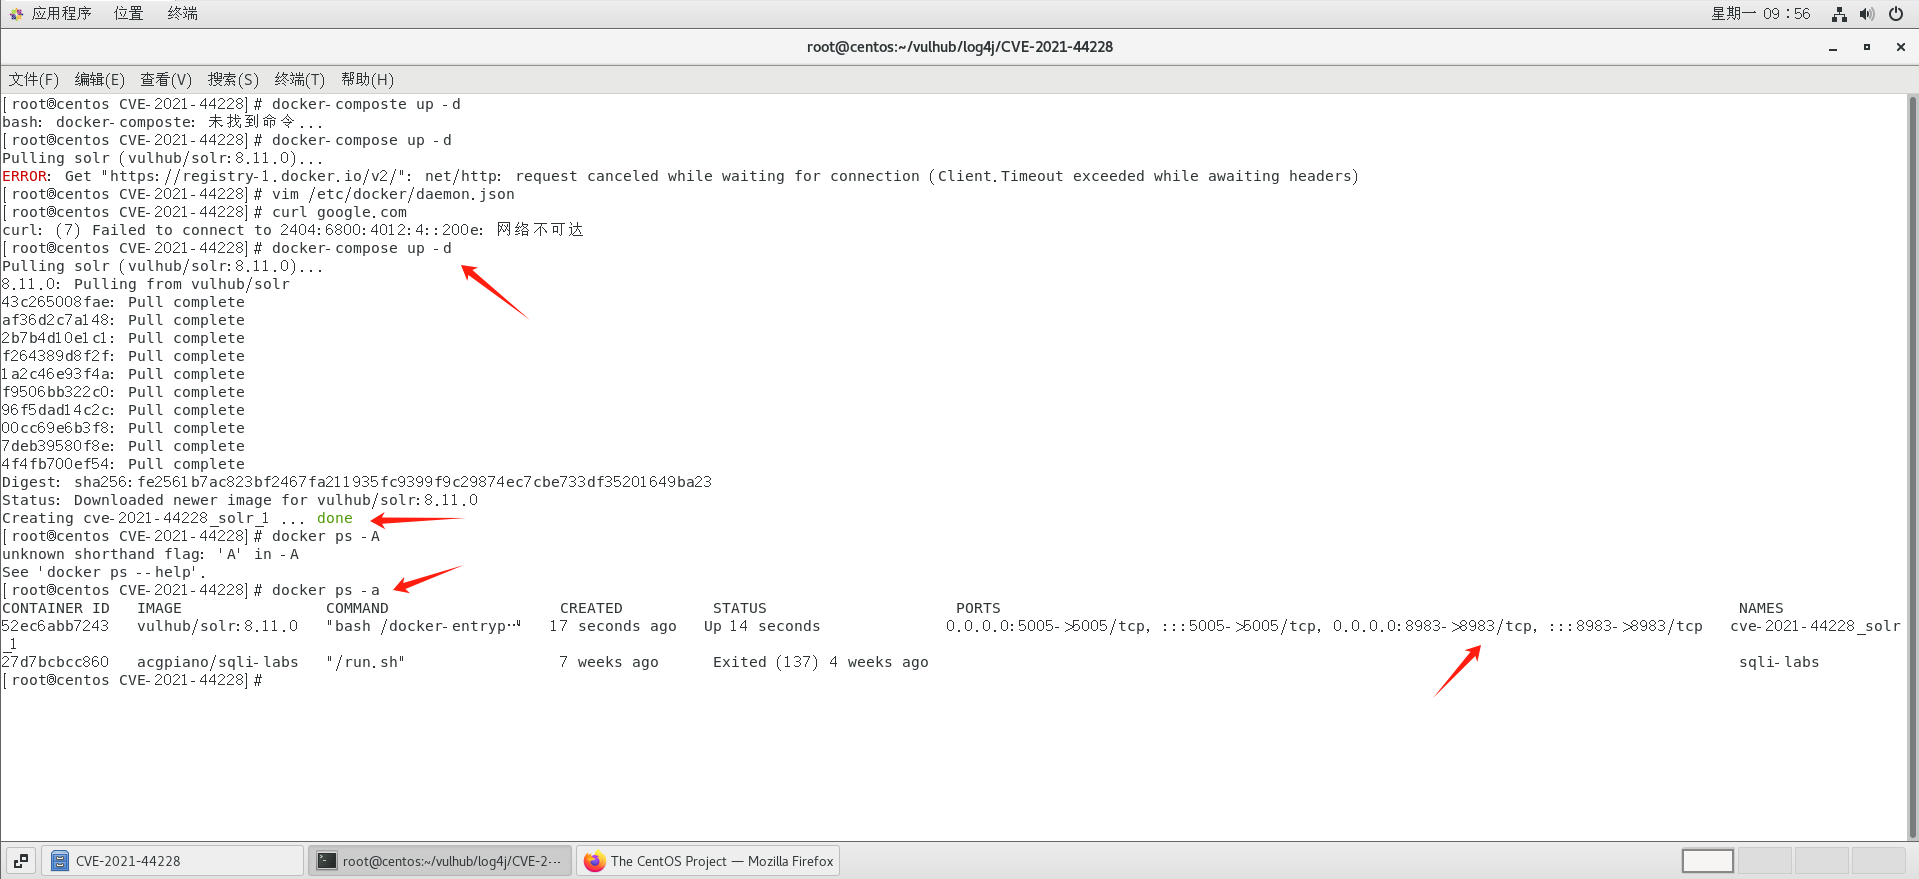 应用程序 位置 终端 星期一 09：56
root@centos:~/vulhub/log4j/CVE-2021-44228
文件(F) 编辑(E) 查看(V) 搜索(S) 终端(T) 帮助(H)
[root@centos CVE-2021-44228]# docker-composte up -d
bash: docker-composte: 未找到命令...
[root@centos CVE-2021-44228]# docker-compose up -d
Pulling solr (vulhub/solr:8.11.0)...
ERROR: Get "https://registry-1.docker.io/v2/": net/http: request canceled while waiting for connection (Client.Timeout exceeded while awaiting headers)
[root@centos CVE-2021-44228]# vim /etc/docker/daemon.json
[root@centos CVE-2021-44228]# curl google.com
curl: (7) Failed to connect to 2404:6800:4012:4::200e: 网络不可达
[root@centos CVE-2021-44228]# docker-compose up -d
Pulling solr (vulhub/solr:8.11.0)...
8.11.0: Pulling from vulhub/solr
43c265008fae: Pull complete
af36d2c7a148: Pull complete
2b7b4d10e1c1: Pull complete
f264389d8f2f: Pull complete
1a2c46e93f4a: Pull complete
f9506bb322c0: Pull complete
96f5dad14c2c: Pull complete
00cc69e6b3f8: Pull complete
7deb39580f8e: Pull complete
4f4fb700ef54: Pull complete
Digest: sha256:fe2561b7ac823bf2467fa211935fc9399f9c29874ec7cbe733df35201649ba23
Status: Downloaded newer image for vulhub/solr:8.11.0
Creating cve-2021-44228_solr_1 ... done
[root@centos CVE-2021-44228]# docker ps -A
unknown shorthand flag: 'A' in -A
See 'docker ps --help'.
[root@centos CVE-2021-44228]# docker ps -a
CONTAINER ID IMAGE COMMAND CREATED STATUS PORTS NAMES
52ec6abb7243 vulhub/solr:8.11.0 "bash /docker-entryp…" 17 seconds ago Up 14 seconds 0.0.0.0:5005->5005/tcp, :::5005->5005/tcp, 0.0.0.0:8983->8983/tcp, :::8983->8983/tcp cve-2021-44228_solr
_1
27d7bcbcc860 acgpiano/sqli-labs "/run.sh" 7 weeks ago Exited (137) 4 weeks ago sqli-labs
[root@centos CVE-2021-44228]#
CVE-2021-44228 root@centos:~/vulhub/log4j/CVE-2··· The CentOS Project — Mozilla Firefox